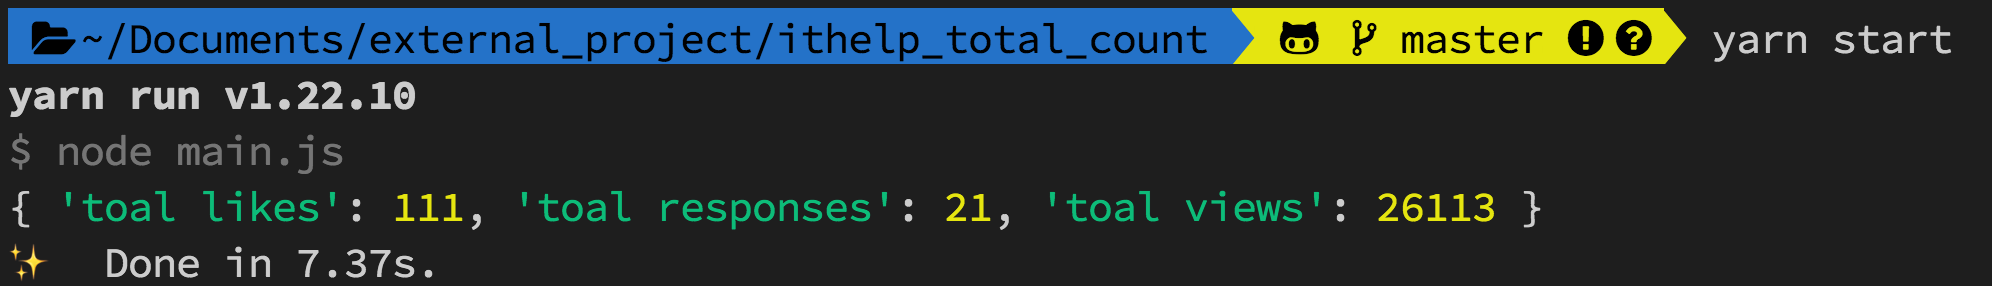 ~/Documents/external_project/ithelp_total_count master ! ? yarn start
yarn run v1.22.10
$ node main.js
{ 'toal likes': 111, 'toal responses': 21, 'toal views': 26113 }
✨ Done in 7.37s.